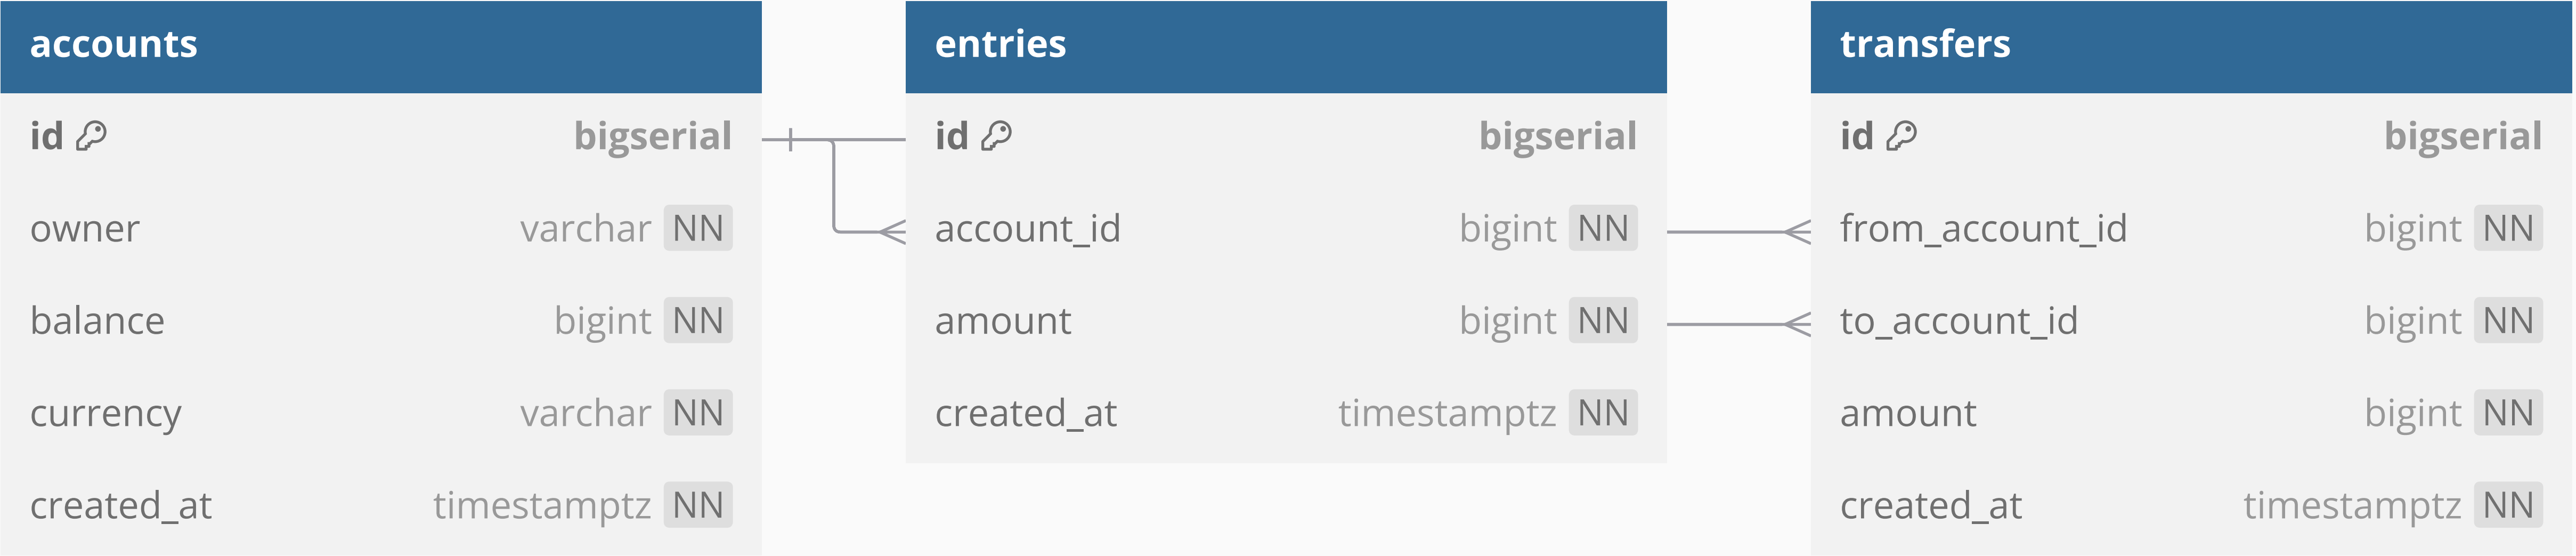 accounts
id bigserial
owner varchar NN
balance bigint NN
currency varchar NN
created_at timestamptz NN
entries
id bigserial
account_id bigint NN
amount bigint NN
created_at timestamptz NN
transfers
id bigserial
from_account_id bigint NN
to_account_id bigint NN
amount bigint NN
created_at timestamptz NN